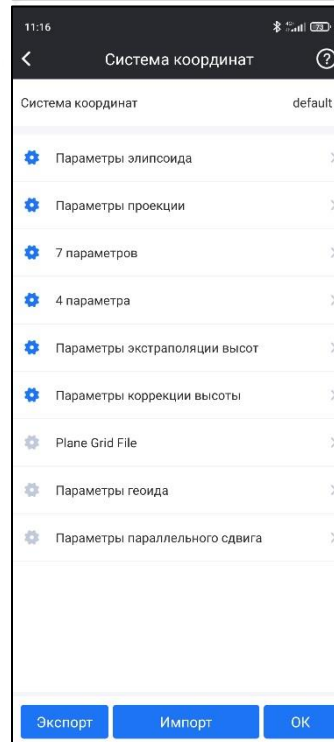 11:16
Система координат
Система координат default
Параметры элипсоида
Параметры проекции
7 параметров
4 параметра
Параметры экстраполяции высот
Параметры коррекции высоты
Plane Grid File
Параметры геоида
Параметры параллельного сдвига
Экспорт Импорт ОК